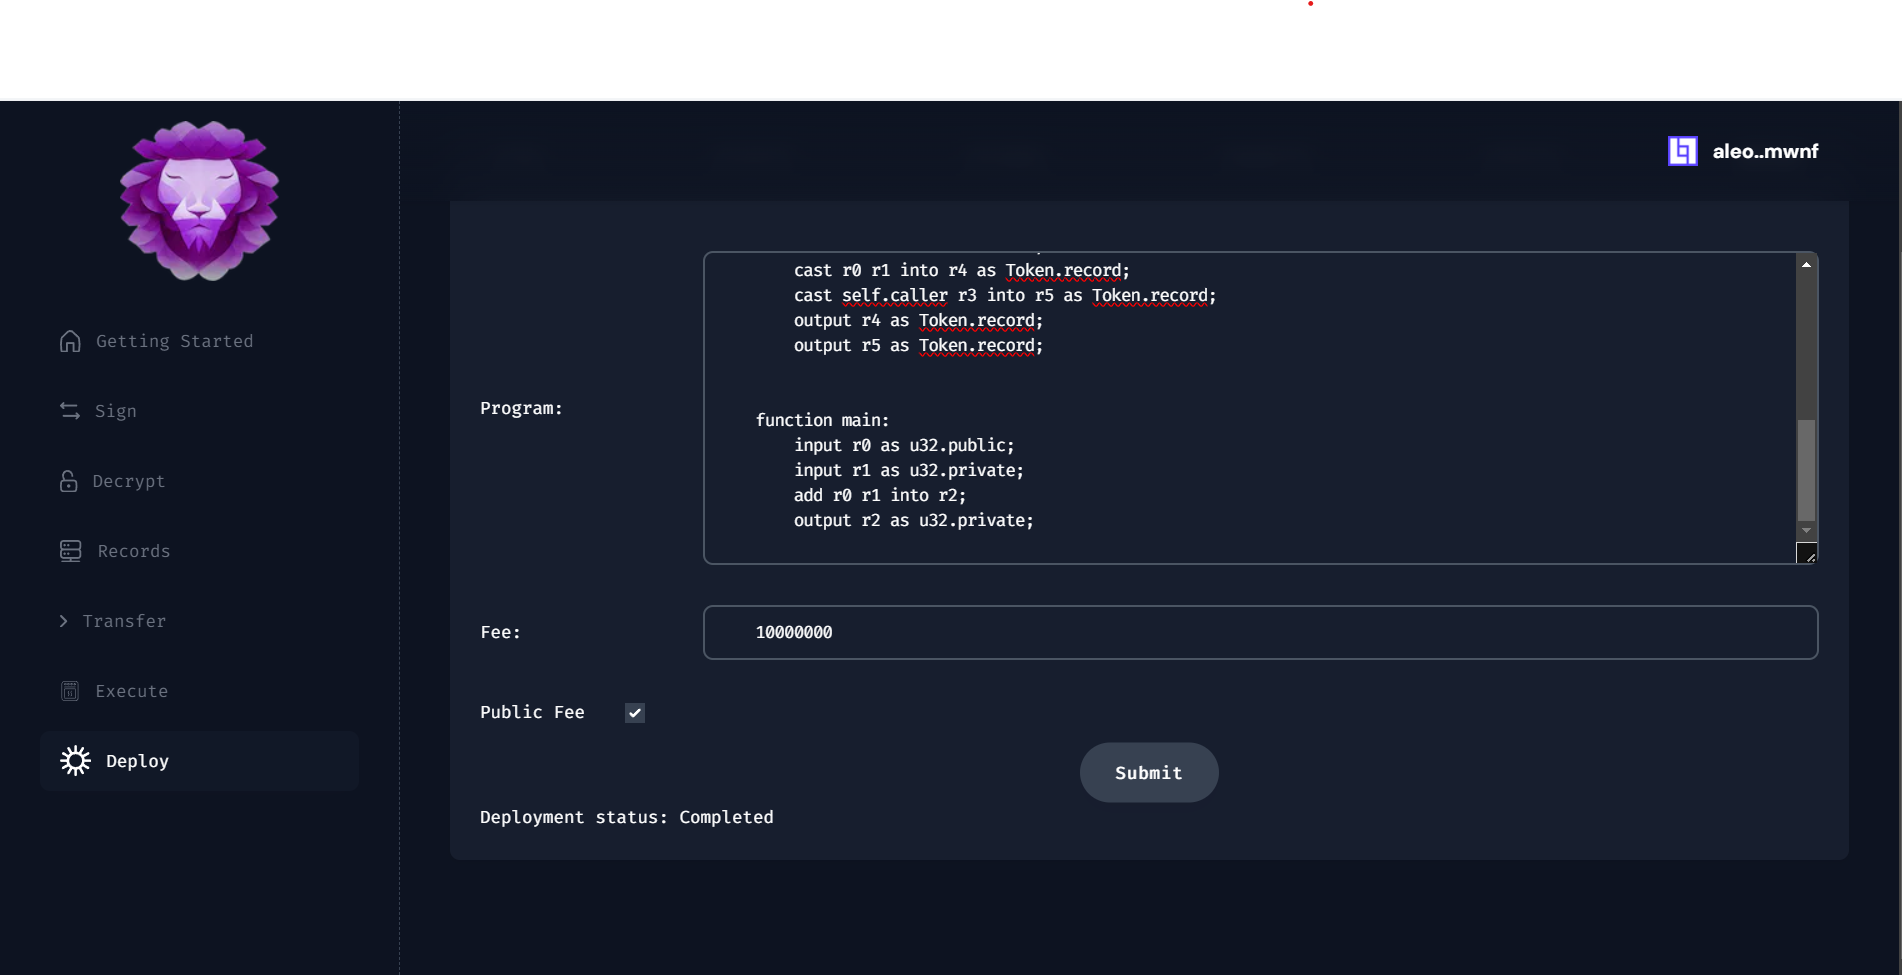 aleo..mwnf
Getting Started
Sign
Decrypt
Records
Transfer
Execute
Deploy
Program:
cast r0 r1 into r4 as Token.record;
cast self.caller r3 into r5 as Token.record;
output r4 as Token.record;
output r5 as Token.record;
function main:
input r0 as u32.public;
input r1 as u32.private;
add r0 r1 into r2;
output r2 as u32.private;
Fee:
10000000
Public Fee
Submit
Deployment status: Completed